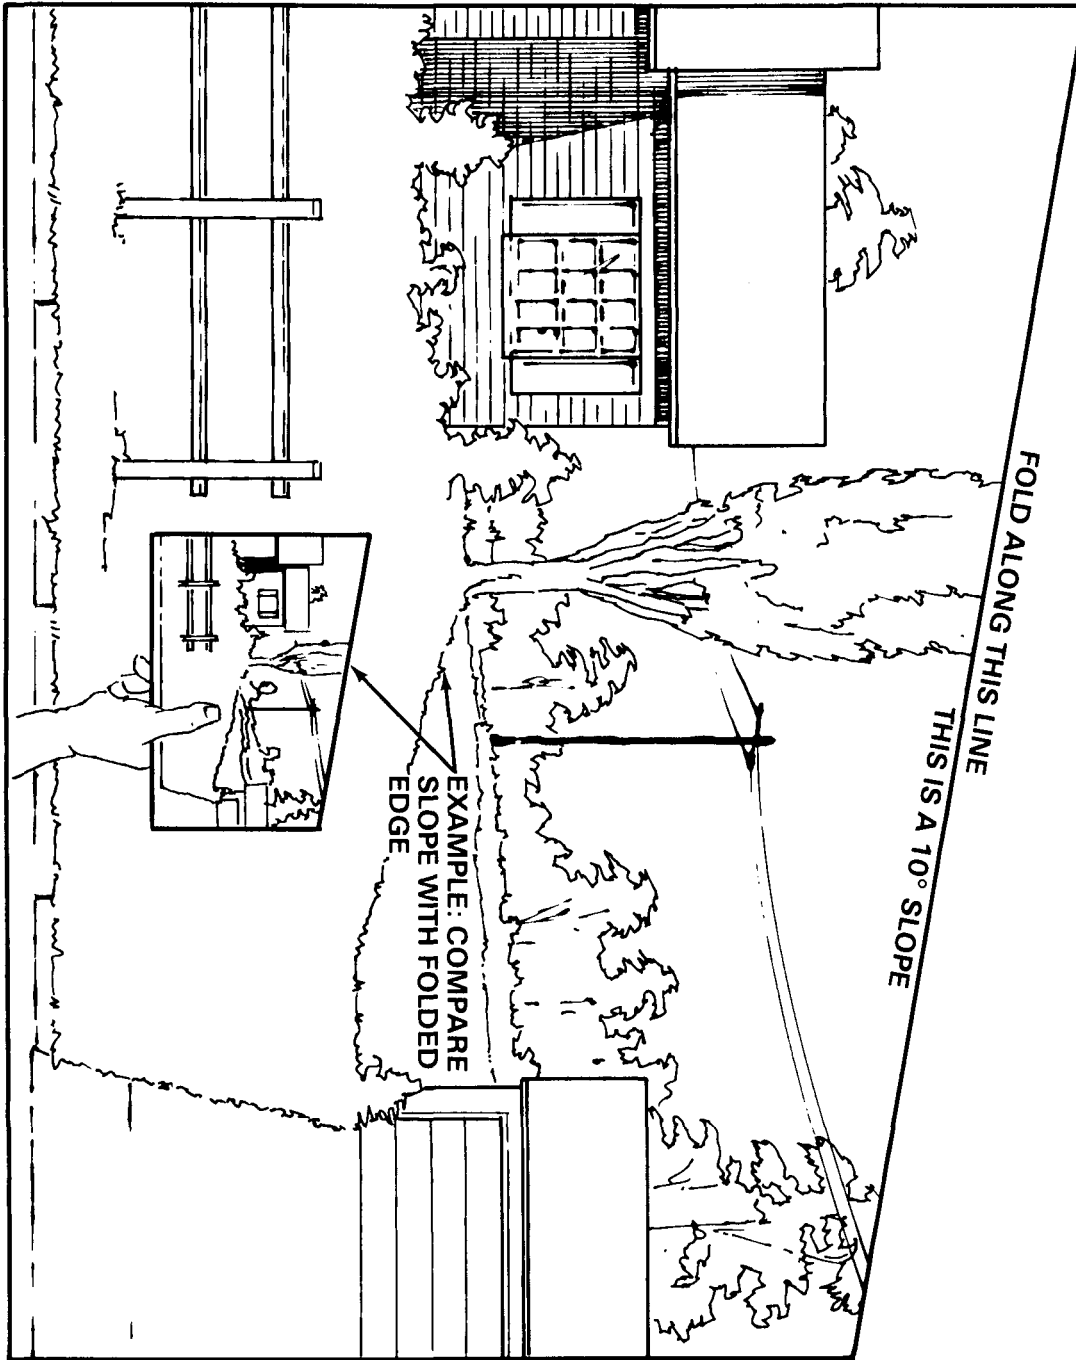 FOLD ALONG THIS LINE
THIS IS A 10° SLOPE
EXAMPLE: COMPARE
SLOPE WITH FOLDED
EDGE